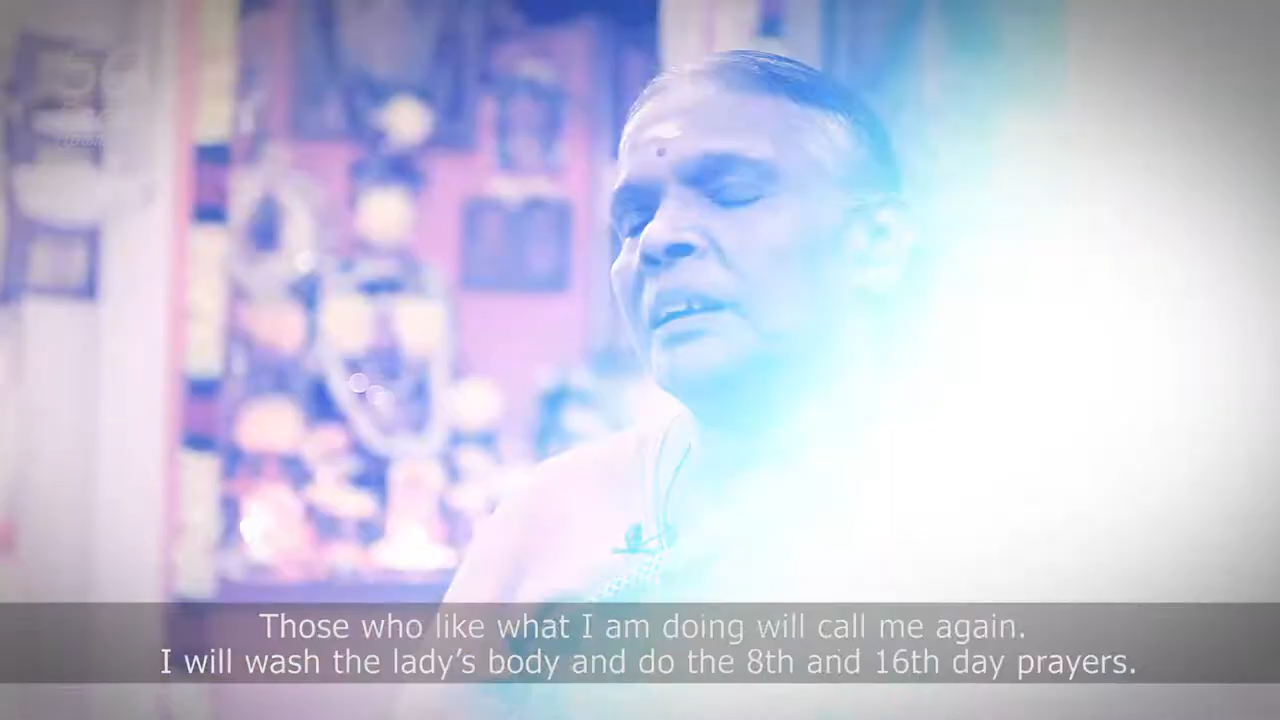 Those who like what I am doing will call me again.
I will wash the lady's body and do the 8th and 16th day prayers.